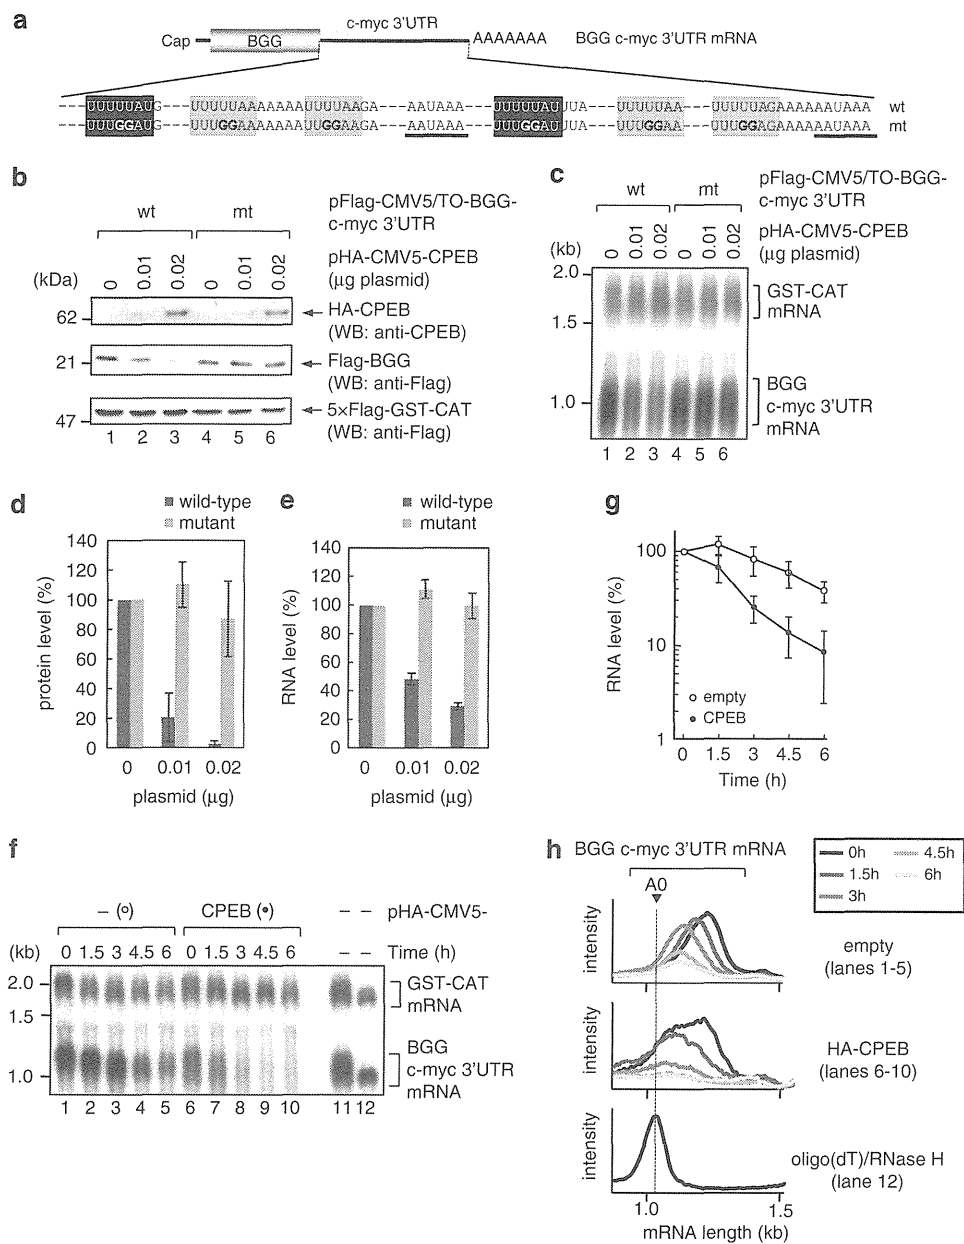 a
c-myc 3'UTR
Cap
BGG
AAAAAAA
BGG c-myc 3'UTR mRNA
UUUUUAUG---UUUUUAAAAAAAUUUUUAAGA---AAUAAA---UUUUUUAUUUA---UUUUUAA---UUUUUAGAAAAAAUAAA wt
UUUGGAUG---UUUGGAAAAAAAUUUGGAAGA---AAUAAA---UUUGGAUUUA---UUUGGAA---UUUGGAGAAAAAAUAAA mt
b
pFlag-CMV5/TO-BGG-
c-myc 3'UTR
wt mt
pHA-CMV5-CPEB
(μg plasmid)
0 0.01 0.02 0 0.01 0.02
(kDa)
62
HA-CPEB
(WB: anti-CPEB)
21
Flag-BGG
(WB: anti-Flag)
47
5×Flag-GST-CAT
(WB: anti-Flag)
1 2 3 4 5 6
c
pFlag-CMV5/TO-BGG-
c-myc 3'UTR
wt mt
pHA-CMV5-CPEB
(μg plasmid)
0 0.01 0.02 0 0.01 0.02
(kb)
2.0
GST-CAT
mRNA
1.5
BGG
c-myc 3'UTR
mRNA
1.0
1 2 3 4 5 6
d
wild-type
mutant
protein level (%)
140
120
100
80
60
40
20
0
0 0.01 0.02
plasmid (μg)
e
wild-type
mutant
RNA level (%)
140
120
100
80
60
40
20
0
0 0.01 0.02
plasmid (μg)
g
RNA level (%)
100
10
1
empty
CPEB
0 1.5 3 4.5 6
Time (h)
f
– (○) CPEB (●) – – pHA-CMV5-
(kb)
0 1.5 3 4.5 6 0 1.5 3 4.5 6 – – Time (h)
2.0
GST-CAT
mRNA
1.5
BGG
c-myc 3'UTR
mRNA
1.0
1 2 3 4 5 6 7 8 9 10 11 12
h
BGG c-myc 3'UTR mRNA
0h
1.5h
3h
4.5h
6h
A0
intensity
empty
(lanes 1-5)
intensity
HA-CPEB
(lanes 6-10)
intensity
oligo(dT)/RNase H
(lane 12)
1.0 1.5
mRNA length (kb)